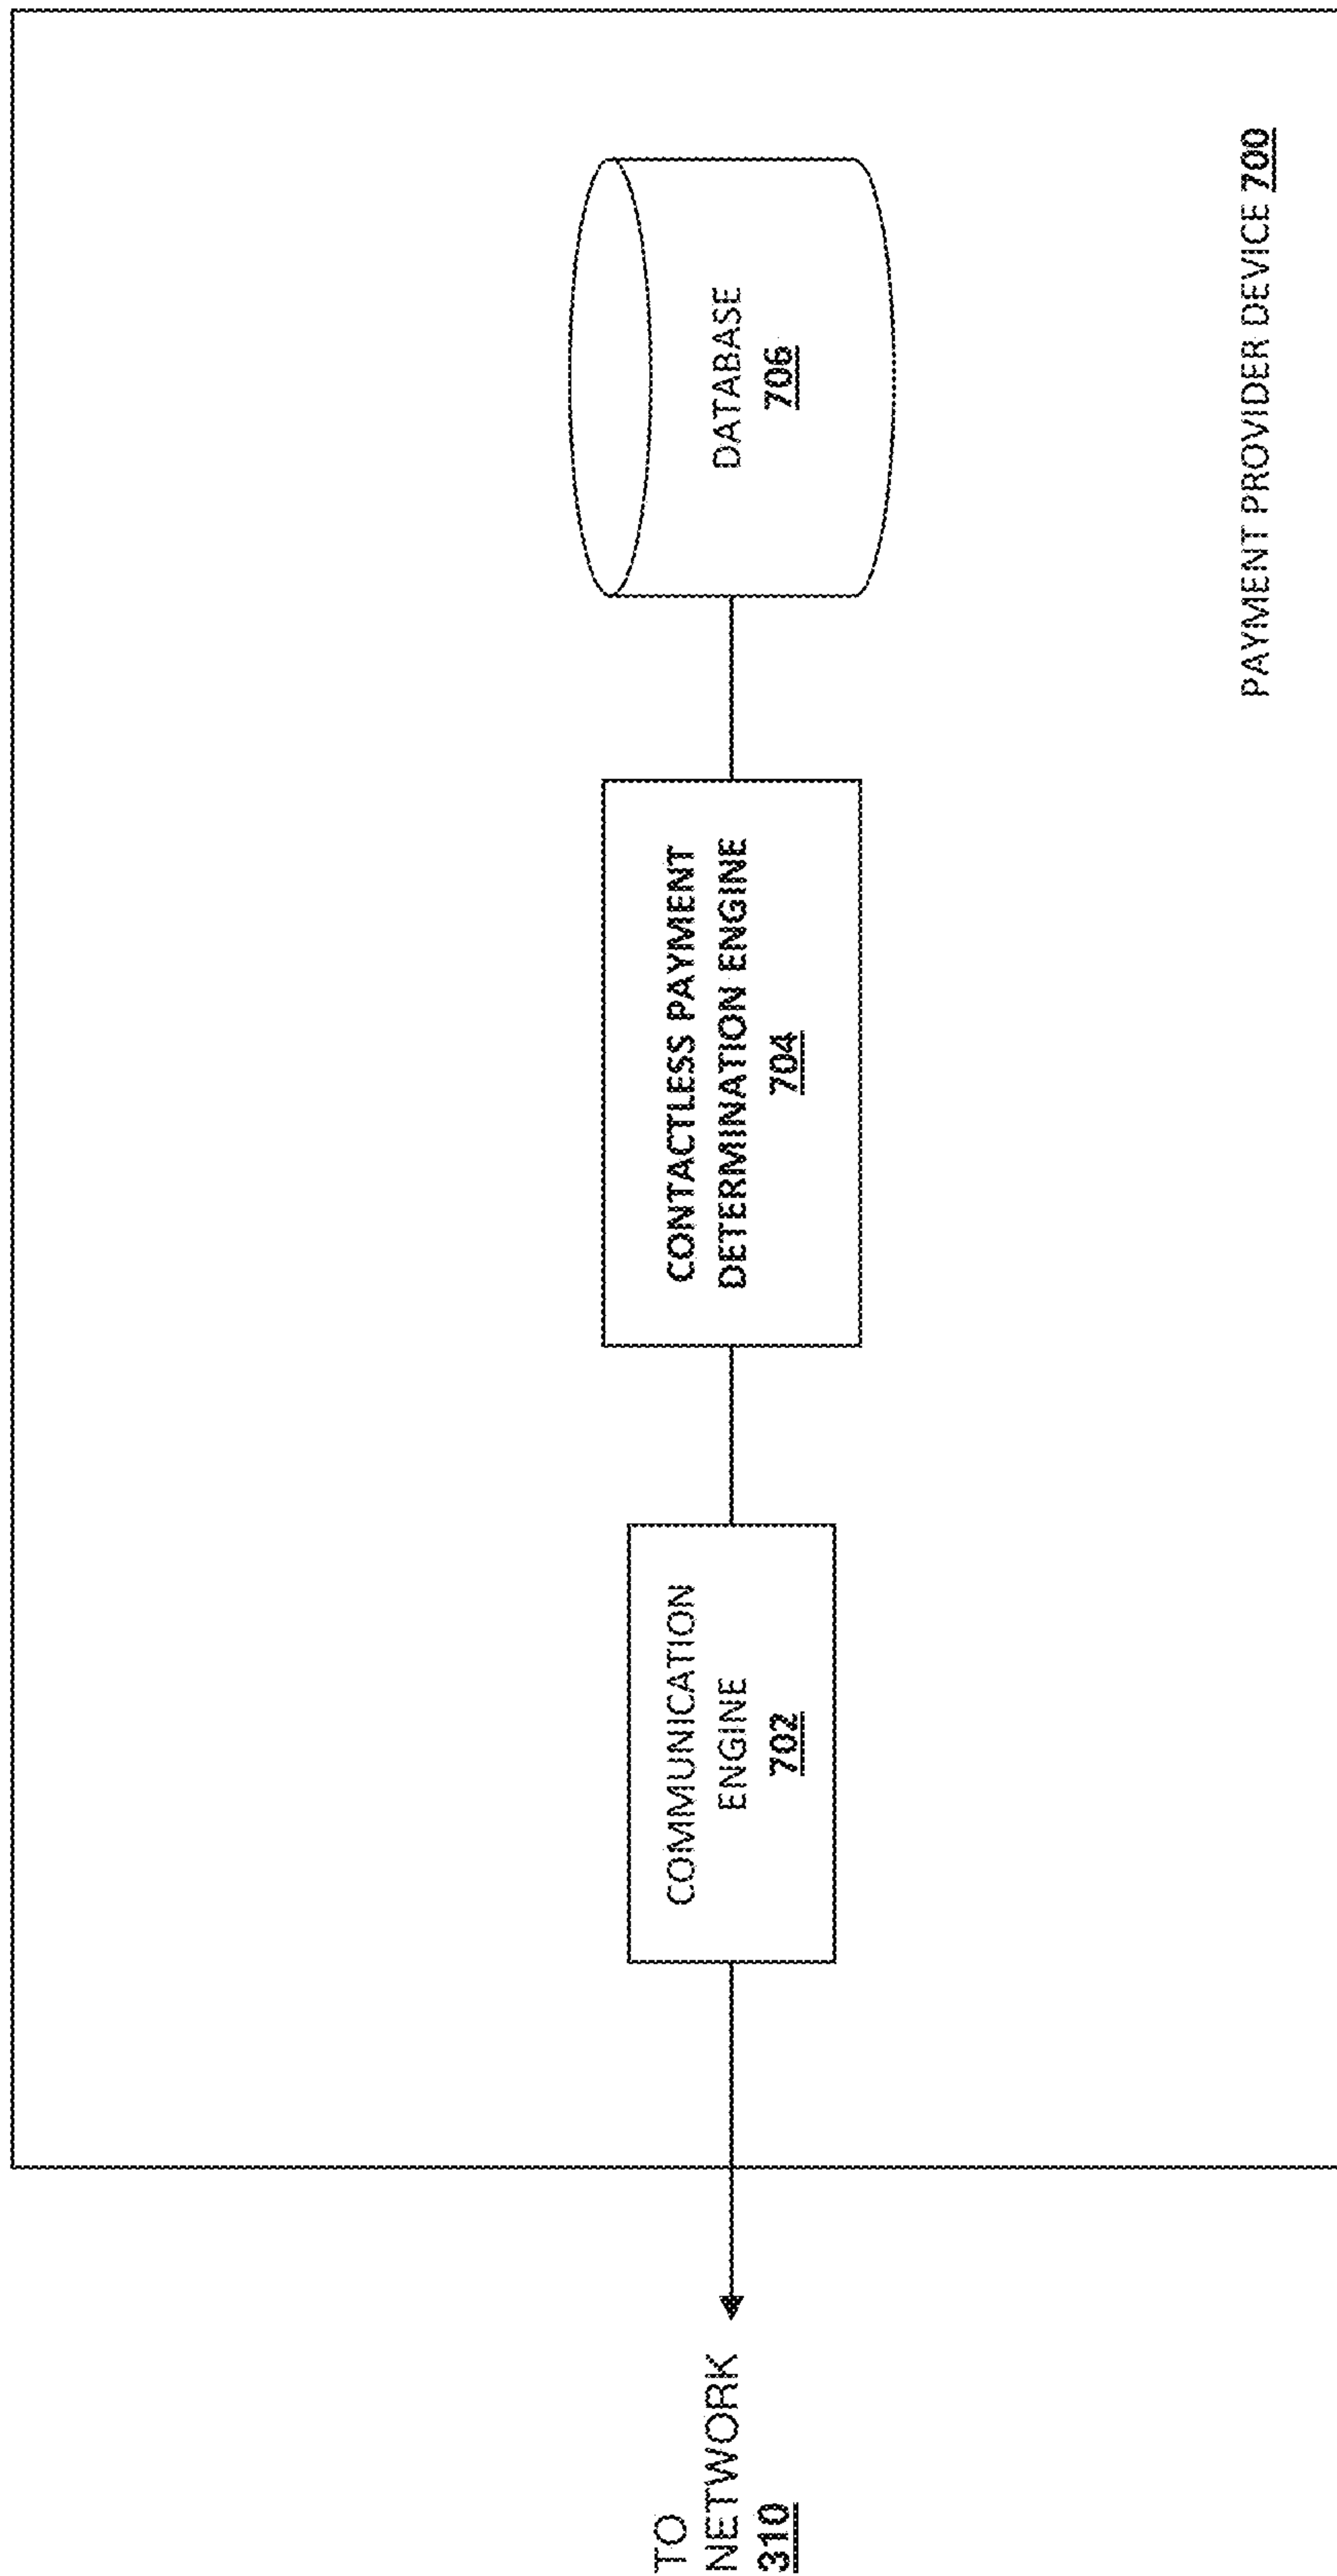 TO
NETWORK
310
COMMUNICATION
ENGINE
702
CONTACTLESS PAYMENT
DETERMINATION ENGINE
704
DATABASE
706
PAYMENT PROVIDER DEVICE 700